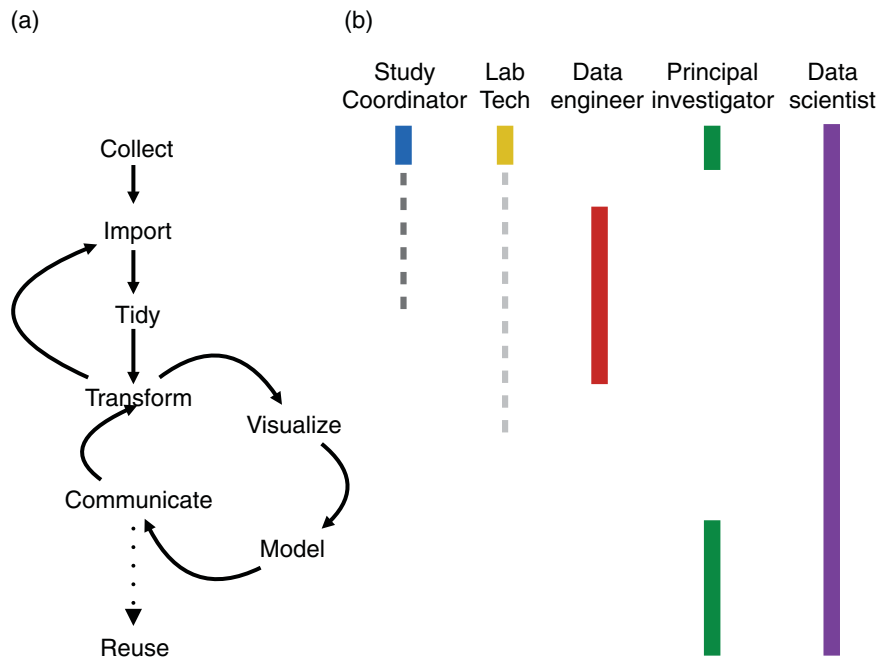 (a)
Collect
Import
Tidy
Transform
Visualize
Communicate
Model
Reuse
(b)
Study
Coordinator
Lab
Tech
Data
engineer
Principal
investigator
Data
scientist